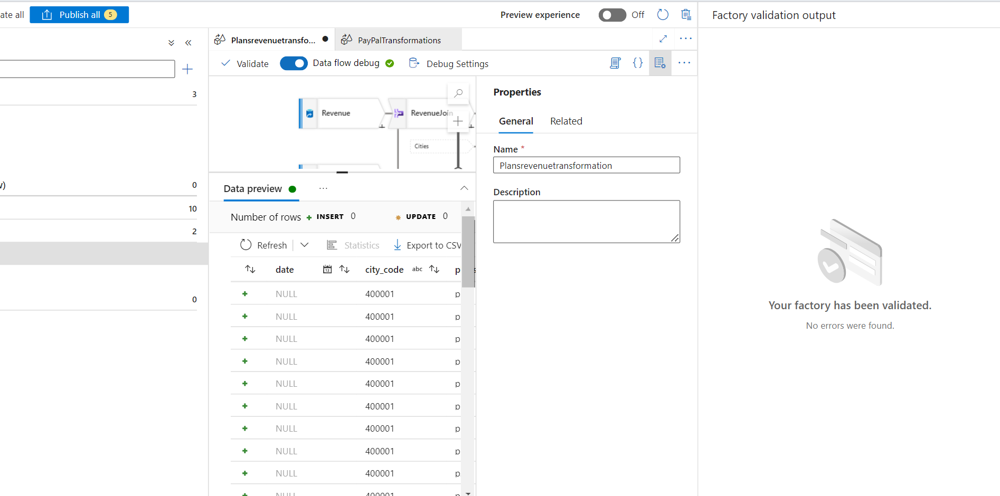 ate all
Publish all 5
Preview experience
Off
Factory validation output
Plansrevenuetransfo...
PayPalTransformations
Validate
Data flow debug
Debug Settings
{}
3
0
10
2
0
Revenue
RevenueJoin
Cities
Data preview
...
Number of rows
INSERT 0
UPDATE 0
Refresh
Statistics
Export to CSV
date
12
city_code
abc
p
NULL 400001 p
NULL 400001 p
NULL 400001 p
NULL 400001 p
NULL 400001 p
NULL 400001 p
NULL 400001 p
NULL 400001 p
NULL 400001 p
NULL 400001
Properties
General
Related
Name *
Plansrevenuetransformation
Description
Your factory has been validated.
No errors were found.